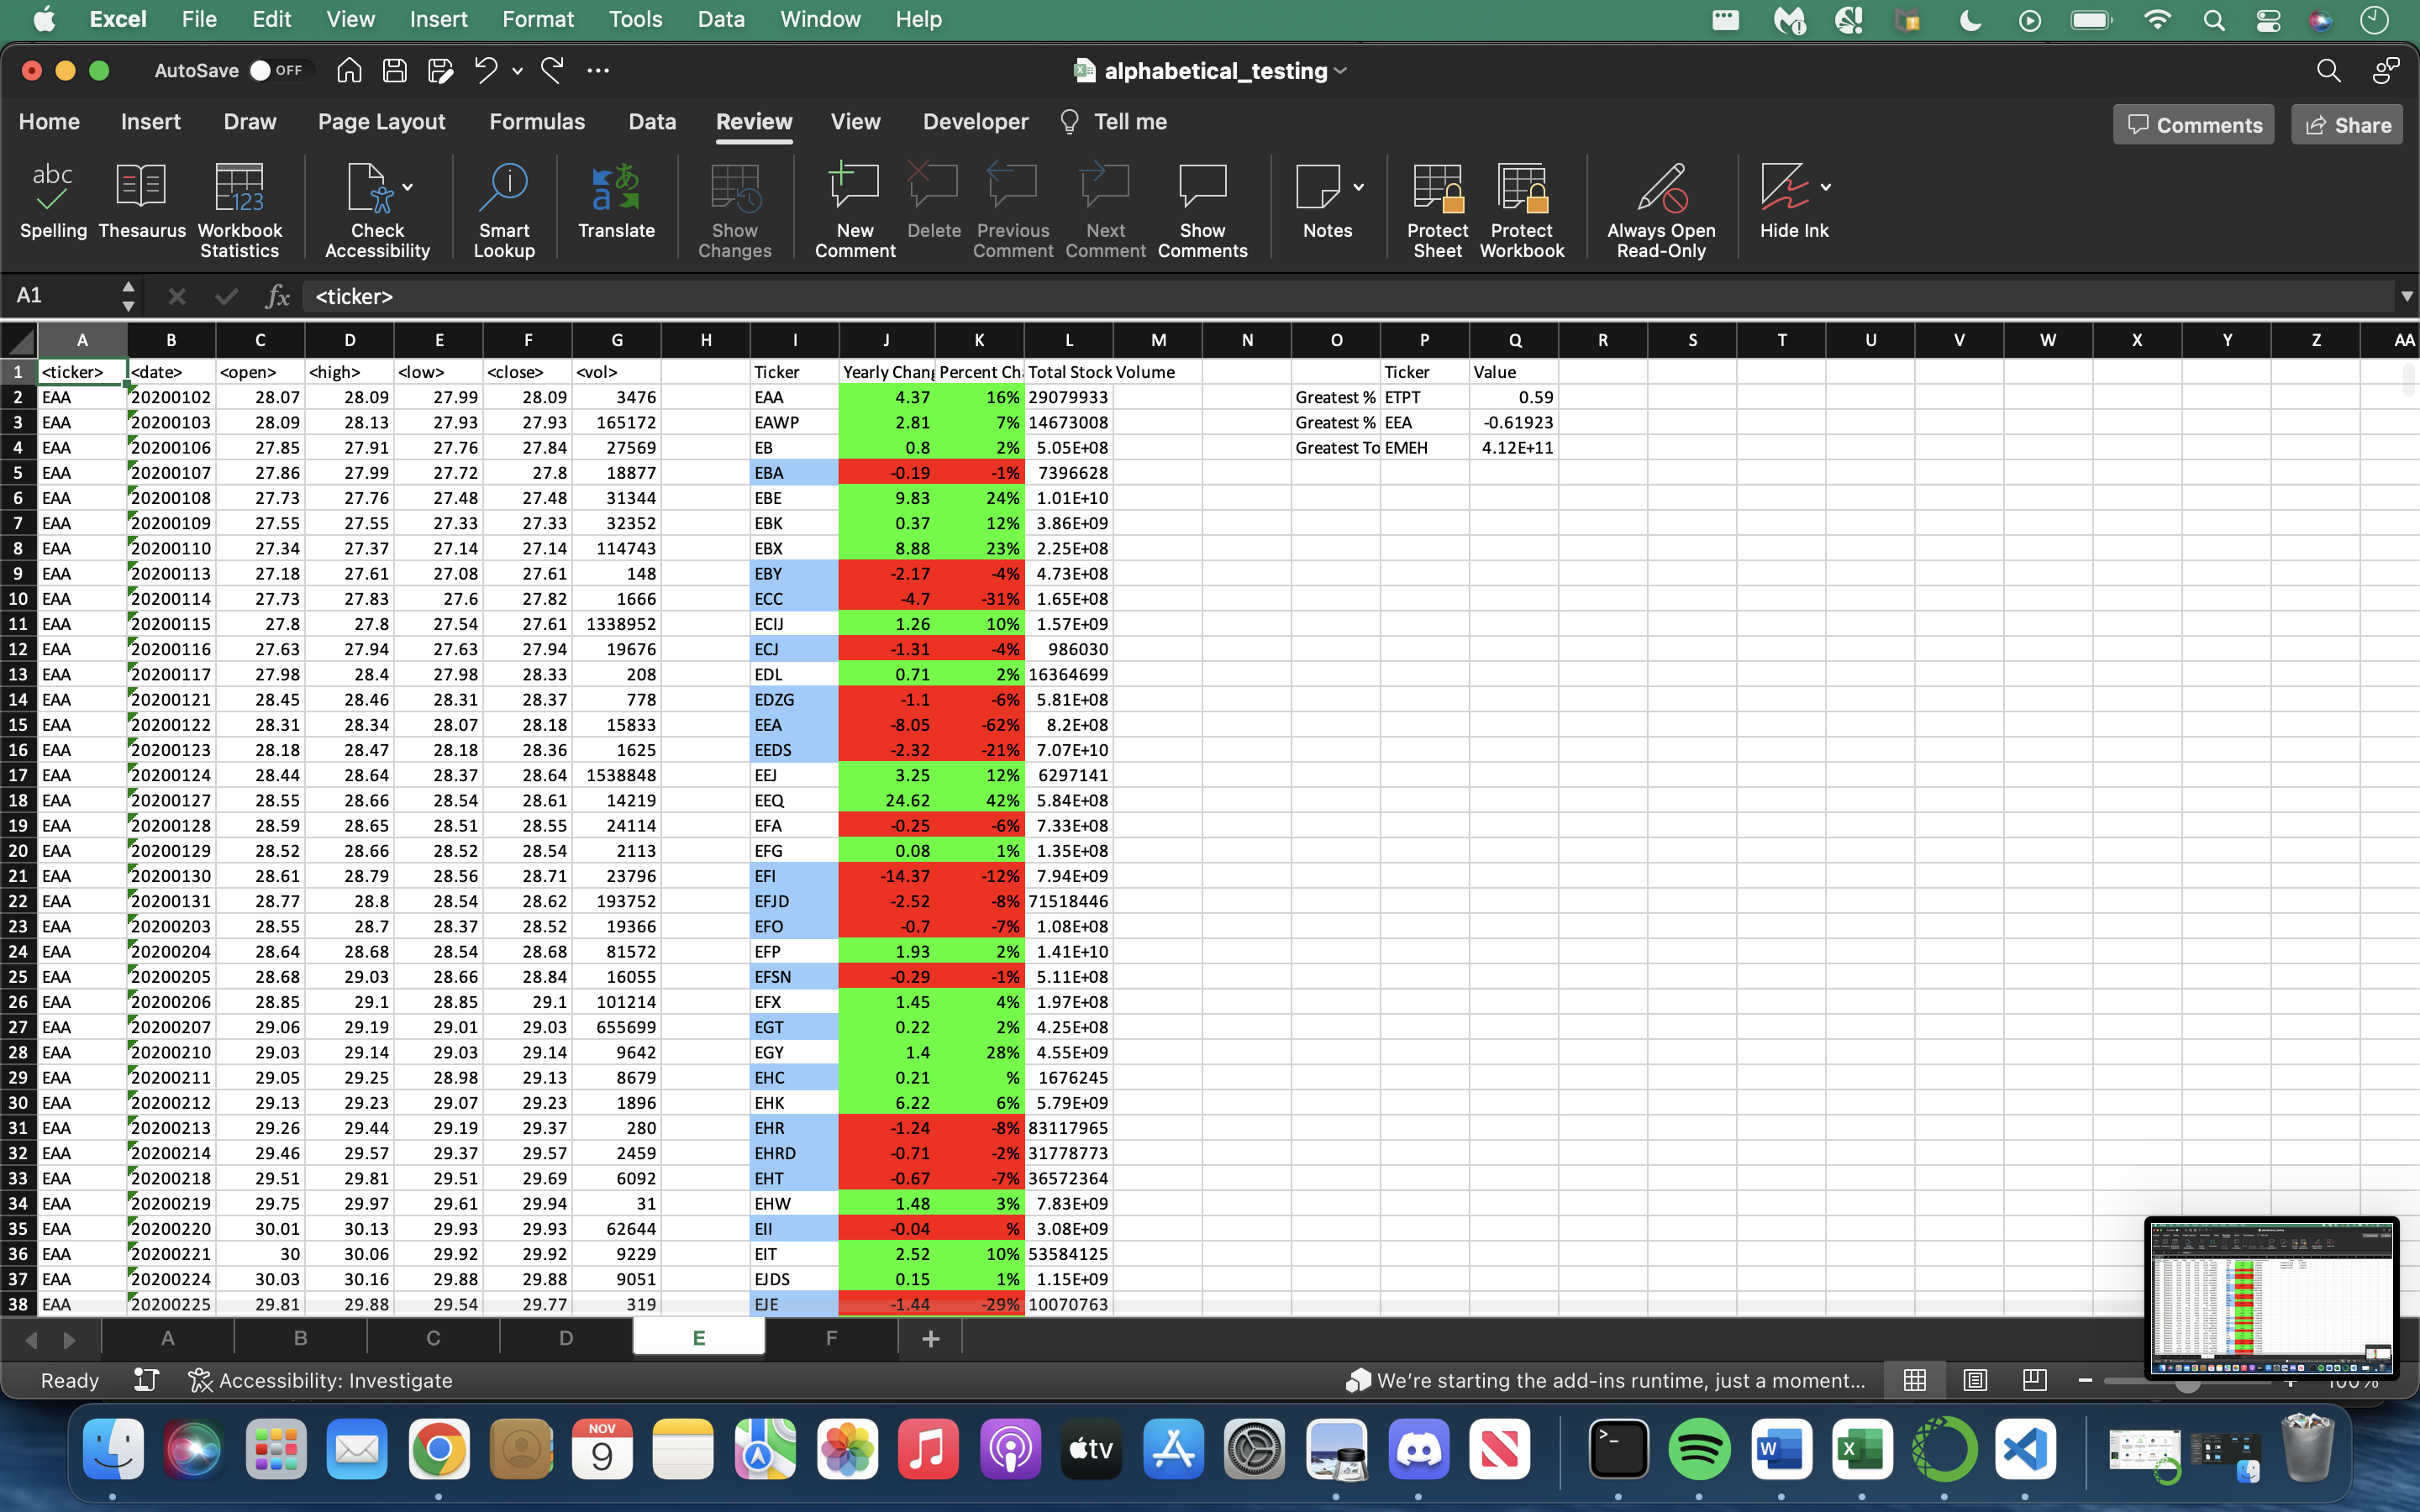 Excel File Edit View Insert Format Tools Data Window Help
AutoSave OFF alphabetical_testing
Home Insert Draw Page Layout Formulas Data Review View Developer Tell me Comments Share
Spelling Thesaurus Workbook Statistics Check Accessibility Smart Lookup Translate Show Changes New Comment Delete Previous Comment Next Comment Show Comments Notes Protect Sheet Protect Workbook Always Open Read-Only Hide Ink
A1 fx <ticker>
A B C D E F G H I J K L M N O P Q R S T U V W X Y Z AA
1 <ticker> <date> <open> <high> <low> <close> <vol> Ticker Yearly Chang Percent Ch Total Stock Volume Ticker Value
2 EAA 20200102 28.07 28.09 27.99 28.09 3476 EAA 4.37 16% 29079933 Greatest % ETPT 0.59
3 EAA 20200103 28.09 28.13 27.93 27.93 165172 EAWP 2.81 7% 14673008 Greatest % EEA -0.61923
4 EAA 20200106 27.85 27.91 27.76 27.84 27569 EB 0.8 2% 5.05E+08 Greatest To EMEH 4.12E+11
5 EAA 20200107 27.86 27.99 27.72 27.8 18877 EBA -0.19 -1% 7396628
6 EAA 20200108 27.73 27.76 27.48 27.48 31344 EBE 9.83 24% 1.01E+10
7 EAA 20200109 27.55 27.55 27.33 27.33 32352 EBK 0.37 12% 3.86E+09
8 EAA 20200110 27.34 27.37 27.14 27.14 114743 EBX 8.88 23% 2.25E+08
9 EAA 20200113 27.18 27.61 27.08 27.61 148 EBY -2.17 -4% 4.73E+08
10 EAA 20200114 27.73 27.83 27.6 27.82 1666 ECC -4.7 -31% 1.65E+08
11 EAA 20200115 27.8 27.8 27.54 27.61 1338952 ECIJ 1.26 10% 1.57E+09
12 EAA 20200116 27.63 27.94 27.63 27.94 19676 ECJ -1.31 -4% 986030
13 EAA 20200117 27.98 28.4 27.98 28.33 208 EDL 0.71 2% 16364699
14 EAA 20200121 28.45 28.46 28.31 28.37 778 EDZG -1.1 -6% 5.81E+08
15 EAA 20200122 28.31 28.34 28.07 28.18 15833 EEA -8.05 -62% 8.2E+08
16 EAA 20200123 28.18 28.47 28.18 28.36 1625 EEDS -2.32 -21% 7.07E+10
17 EAA 20200124 28.44 28.64 28.37 28.64 1538848 EEJ 3.25 12% 6297141
18 EAA 20200127 28.55 28.66 28.54 28.61 14219 EEQ 24.62 42% 5.84E+08
19 EAA 20200128 28.59 28.65 28.51 28.55 24114 EFA -0.25 -6% 7.33E+08
20 EAA 20200129 28.52 28.66 28.52 28.54 2113 EFG 0.08 1% 1.35E+08
21 EAA 20200130 28.61 28.79 28.56 28.71 23796 EFI -14.37 -12% 7.94E+09
22 EAA 20200131 28.77 28.8 28.54 28.62 193752 EFJD -2.52 -8% 71518446
23 EAA 20200203 28.55 28.7 28.37 28.52 19366 EFO -0.7 -7% 1.08E+08
24 EAA 20200204 28.64 28.68 28.54 28.68 81572 EFP 1.93 2% 1.41E+10
25 EAA 20200205 28.68 29.03 28.66 28.84 16055 EFSN -0.29 -1% 5.11E+08
26 EAA 20200206 28.85 29.1 28.85 29.1 101214 EFX 1.45 4% 1.97E+08
27 EAA 20200207 29.06 29.19 29.01 29.03 655699 EGT 0.22 2% 4.25E+08
28 EAA 20200210 29.03 29.14 29.03 29.14 9642 EGY 1.4 28% 4.55E+09
29 EAA 20200211 29.05 29.25 28.98 29.13 8679 EHC 0.21 % 1676245
30 EAA 20200212 29.13 29.23 29.07 29.23 1896 EHK 6.22 6% 5.79E+09
31 EAA 20200213 29.26 29.44 29.19 29.37 280 EHR -1.24 -8% 83117965
32 EAA 20200214 29.46 29.57 29.37 29.57 2459 EHRD -0.71 -2% 31778773
33 EAA 20200218 29.51 29.81 29.51 29.69 6092 EHT -0.67 -7% 36572364
34 EAA 20200219 29.75 29.97 29.61 29.94 31 EHW 1.48 3% 7.83E+09
35 EAA 20200220 30.01 30.13 29.93 29.93 62644 EII -0.04 % 3.08E+09
36 EAA 20200221 30 30.06 29.92 29.92 9229 EIT 2.52 10% 53584125
37 EAA 20200224 30.03 30.16 29.88 29.88 9051 EJDS 0.15 1% 1.15E+09
38 EAA 20200225 29.81 29.88 29.54 29.77 319 EJE -1.44 -29% 10070763
A B C D E F +
Ready Accessibility: Investigate We're starting the add-ins runtime, just a moment... 100%
NOV
9
tv